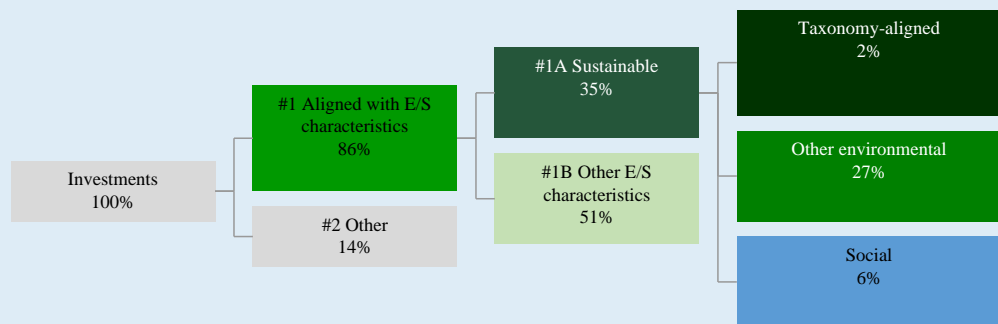 Investments
100%
#1 Aligned with E/S
characteristics
86%
#2 Other
14%
#1A Sustainable
35%
#1B Other E/S
characteristics
51%
Taxonomy-aligned
2%
Other environmental
27%
Social
6%